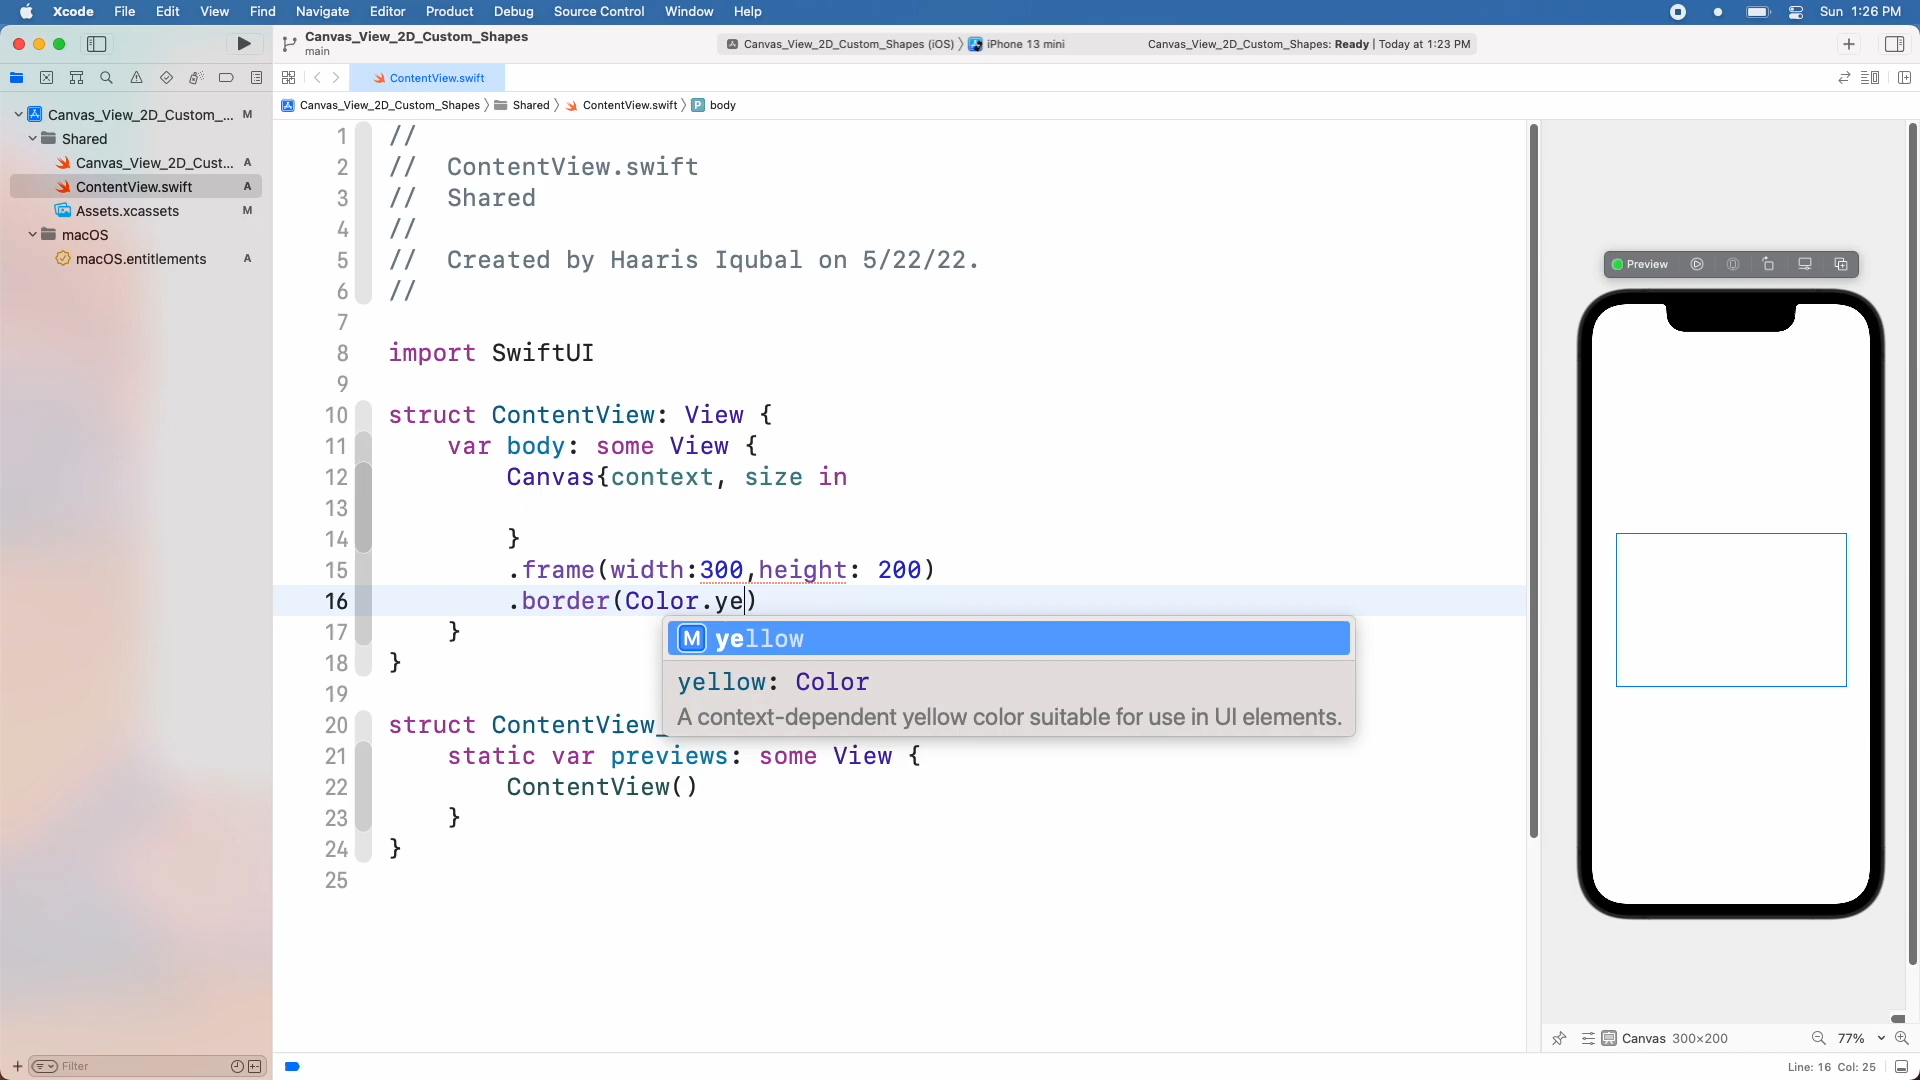 Xcode File Edit View Find Navigate Editor Product Debug Source Control Window Help Sun 1:26 PM
Canvas_View_2D_Custom_Shapes
main
Canvas_View_2D_Custom_Shapes (iOS) 〉 iPhone 13 mini Canvas_View_2D_Custom_Shapes: Ready | Today at 1:23 PM
ContentView.swift
Canvas_View_2D_Custom_Shapes 〉 Shared 〉 ContentView.swift 〉 P body
Canvas_View_2D_Custom_... M
Shared
Canvas_View_2D_Cust... A
ContentView.swift A
Assets.xcassets M
macOS
macOS.entitlements A
1 //
2 //  ContentView.swift
3 //  Shared
4 //
5 //  Created by Haaris Iqubal on 5/22/22.
6 //
7
8 import SwiftUI
9
10 struct ContentView: View {
11     var body: some View {
12         Canvas{context, size in
13
14         }
15         .frame(width:300,height: 200)
16         .border(Color.ye)
17     }
18 }
19
20 struct ContentView_
21     static var previews: some View {
22         ContentView()
23     }
24 }
25
M yellow
yellow: Color
A context-dependent yellow color suitable for use in UI elements.
Preview
Canvas 300×200 77%
Filter
Line: 16 Col: 25